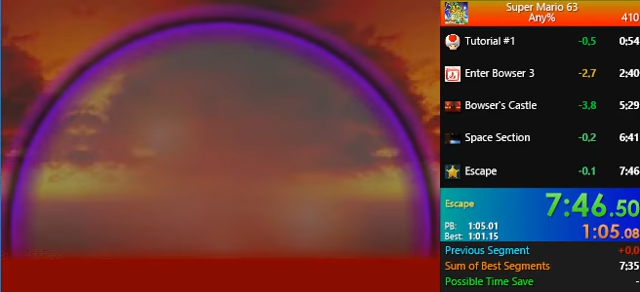 Super Mario 63
Any%
410
Tutorial #1 -0,5 0:54
Enter Bowser 3 -2,7 2:40
Bowser's Castle -3,8 5:29
Space Section -0,2 6:41
Escape -0.1 7:46
Escape 7:46.50
PB: 1:05.01
Best: 1:01.15
1:05.08
Previous Segment +0,0
Sum of Best Segments 7:35
Possible Time Save -